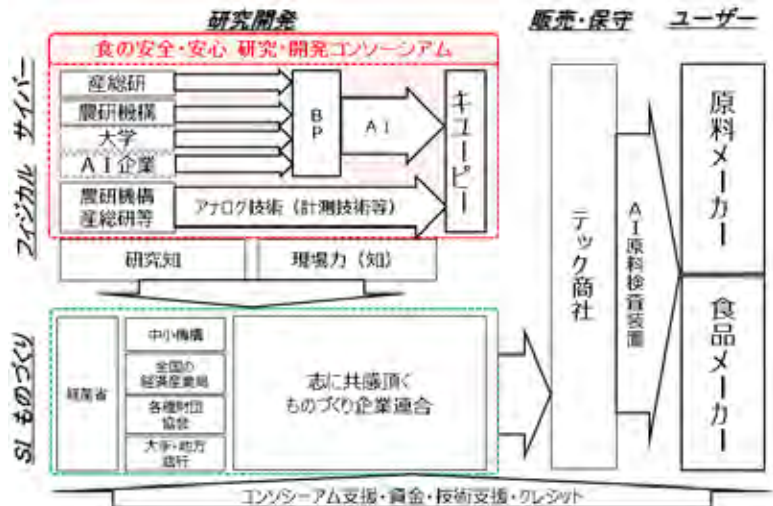 研究開発
販売・保守
ユーザー
食の安全・安心 研究・開発コンソーシアム
サイバー
フィジカル
産総研
農研機構
大学
AI企業
BP
AI
キユーピー
農研機構
産総研等
アナログ技術（計測技術等）
研究知
現場力（知）
SI ものづくり
経産省
中小機構
全国の
経済産業局
各種財団
協会
大学・地方
銀行
志に共感頂く
ものづくり企業連合
テック商社
AI原料検査装置
原料メーカー
食品メーカー
コンソシーアム支援・資金・技術支援・クレジット